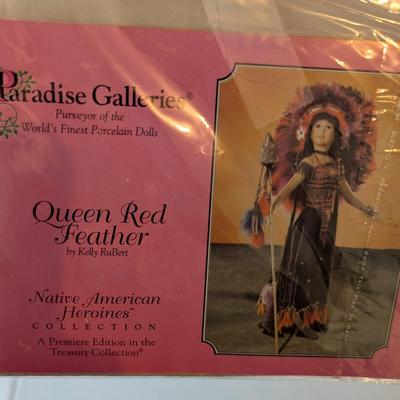 Paradise Galleries®
Purveyor of the
World's Finest Porcelain Dolls
Queen Red
Feather
by Kelly RuBert
Native American
Heroines™
COLLECTION
A Premiere Edition in the
Treasury Collection®